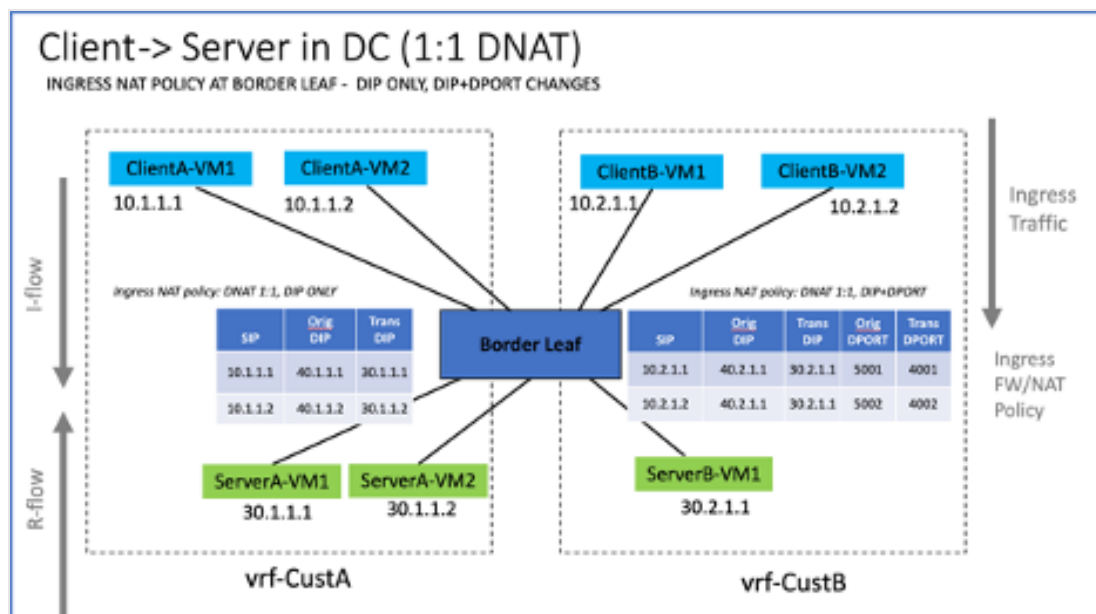 Client-> Server in DC (1:1 DNAT)
INGRESS NAT POLICY AT BORDER LEAF - DIP ONLY, DIP+DPORT CHANGES
ClientA-VM1
10.1.1.1
ClientA-VM2
10.1.1.2
ClientB-VM1
10.2.1.1
ClientB-VM2
10.2.1.2
Ingress
Traffic
I-flow
Ingress NAT policy: DNAT 1:1, DIP ONLY
SIP Orig DIP Trans DIP
10.1.1.1 40.1.1.1 30.1.1.1
10.1.1.2 40.1.1.2 30.1.1.2
Border Leaf
Ingress NAT policy: DNAT 1:1, DIP+DPORT
SIP Orig DIP Trans DIP Orig DPORT Trans DPORT
10.2.1.1 40.2.1.1 30.2.1.1 5001 4001
10.2.1.2 40.2.1.1 30.2.1.1 5002 4002
Ingress
FW/NAT
Policy
R-flow
ServerA-VM1
30.1.1.1
ServerA-VM2
30.1.1.2
ServerB-VM1
30.2.1.1
vrf-CustA
vrf-CustB